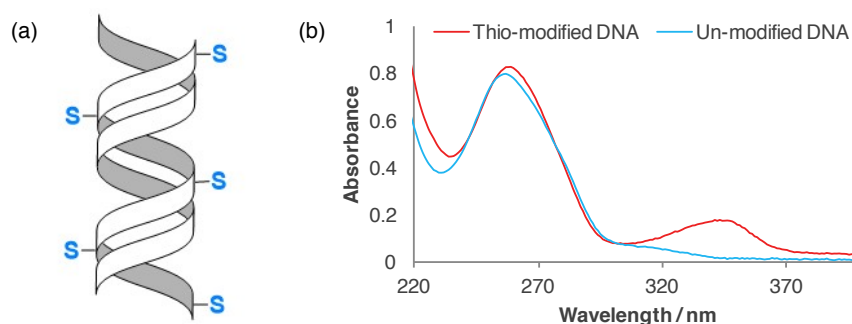 (a)
S
S
S
S
S
(b)
Thio-modified DNA Un-modified DNA
1
0.8
0.6
0.4
0.2
0
Absorbance
220 270 320 370
Wavelength / nm